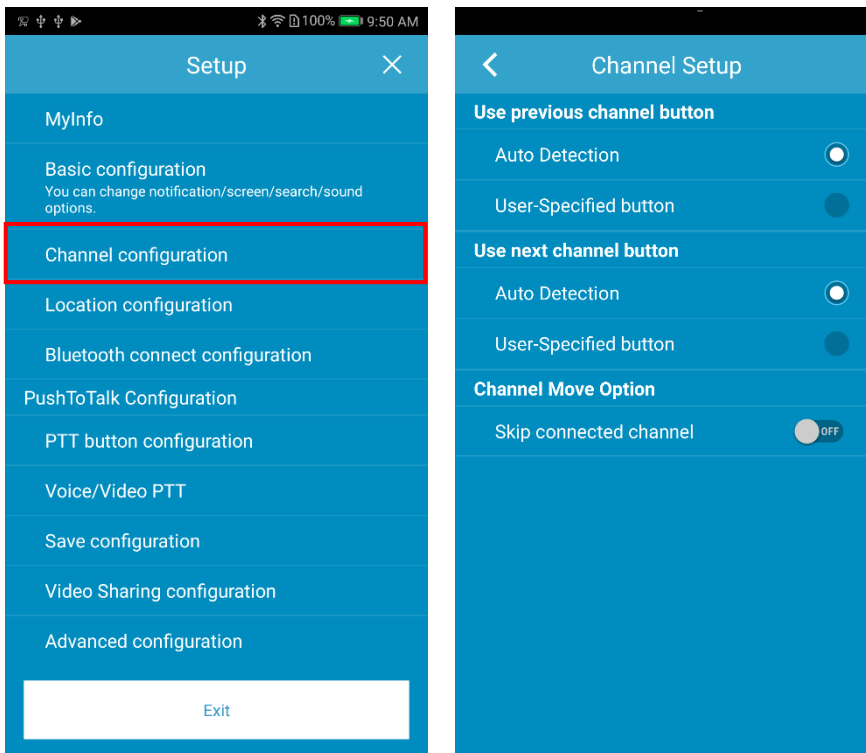 100% 9:50 AM
Setup
MyInfo
Basic configuration
You can change notification/screen/search/sound
options.
Channel configuration
Location configuration
Bluetooth connect configuration
PushToTalk Configuration
PTT button configuration
Voice/Video PTT
Save configuration
Video Sharing configuration
Advanced configuration
Exit
Channel Setup
Use previous channel button
Auto Detection
User-Specified button
Use next channel button
Auto Detection
User-Specified button
Channel Move Option
Skip connected channel OFF